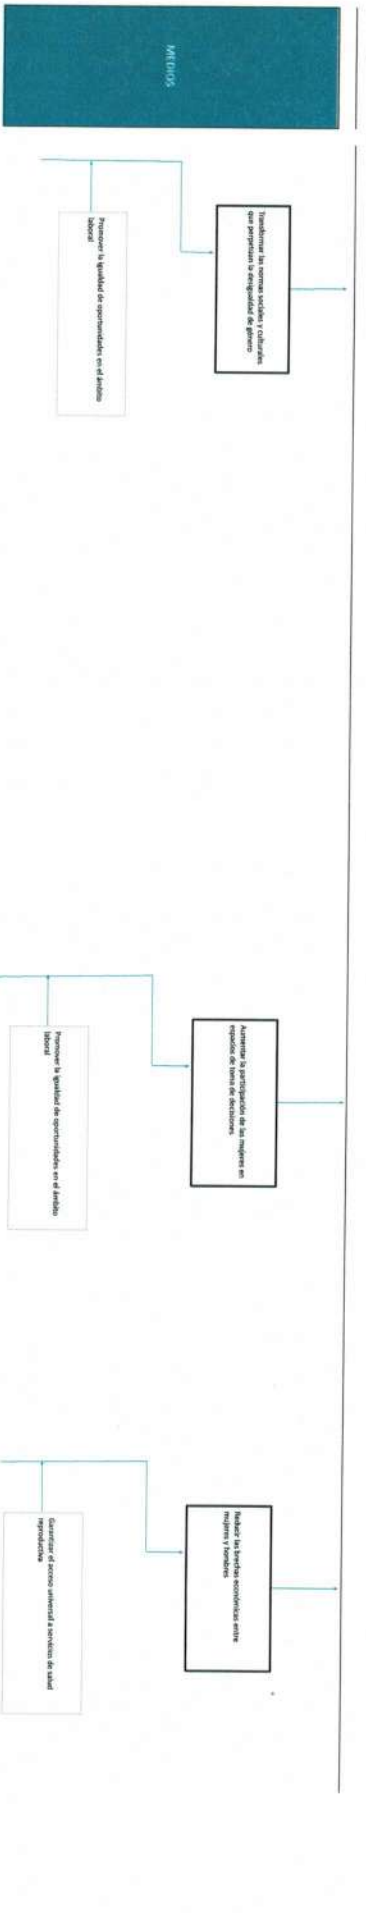 MEDIOS
Transformar las normas sociales y culturales
que perpetúan la desigualdad de género
Promover la igualdad de oportunidades en el ámbito
laboral
Aumentar la participación de las mujeres en
espacios de toma de decisiones
Promover la igualdad de oportunidades en el ámbito
laboral
Reducir las brechas económicas entre
mujeres y hombres
Garantizar el acceso universal a servicios de salud
reproductiva